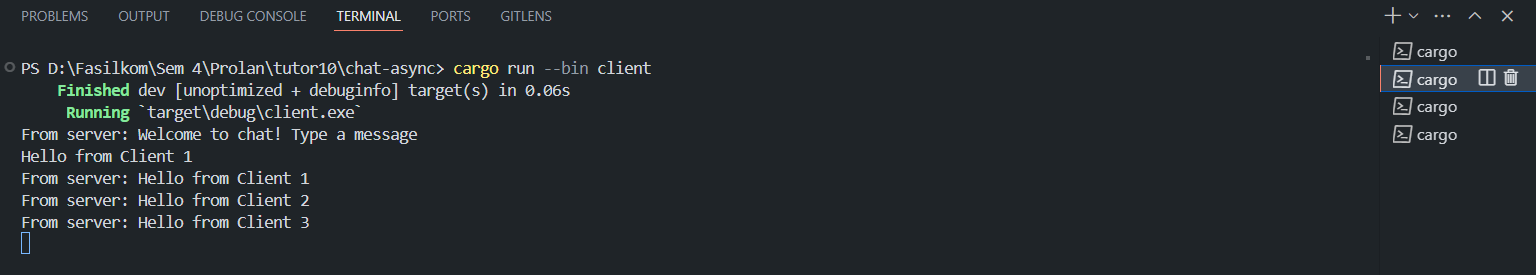 PROBLEMS OUTPUT DEBUG CONSOLE TERMINAL PORTS GITLENS
PS D:\Fasilkom\Sem 4\Prolan\tutor10\chat-async> cargo run --bin client
Finished dev [unoptimized + debuginfo] target(s) in 0.06s
Running `target\debug\client.exe`
From server: Welcome to chat! Type a message
Hello from Client 1
From server: Hello from Client 1
From server: Hello from Client 2
From server: Hello from Client 3
cargo
cargo
cargo
cargo